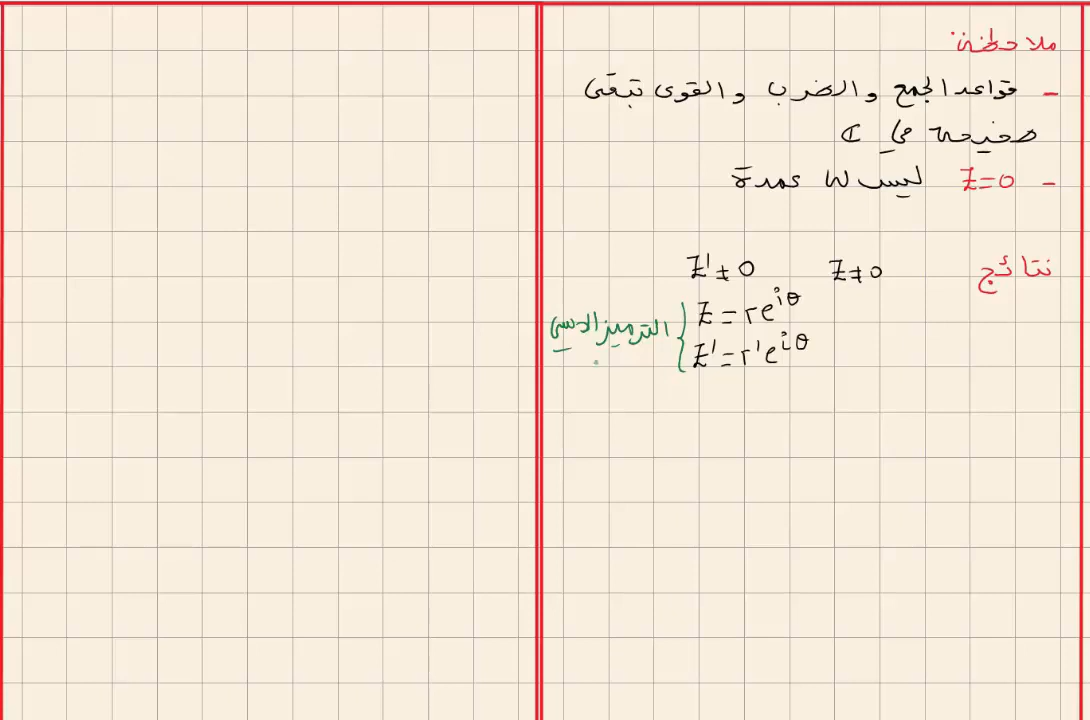 ملاحظة:
- قواعد الجمع والضرب والقوى تبقى
صحيحة في ℂ
- Z=0 ليس لها عمدة
نتائج Z≠0 Z'≠0
Z = re^{iθ}
Z' = r'e^{iθ}
الترميز الاسي